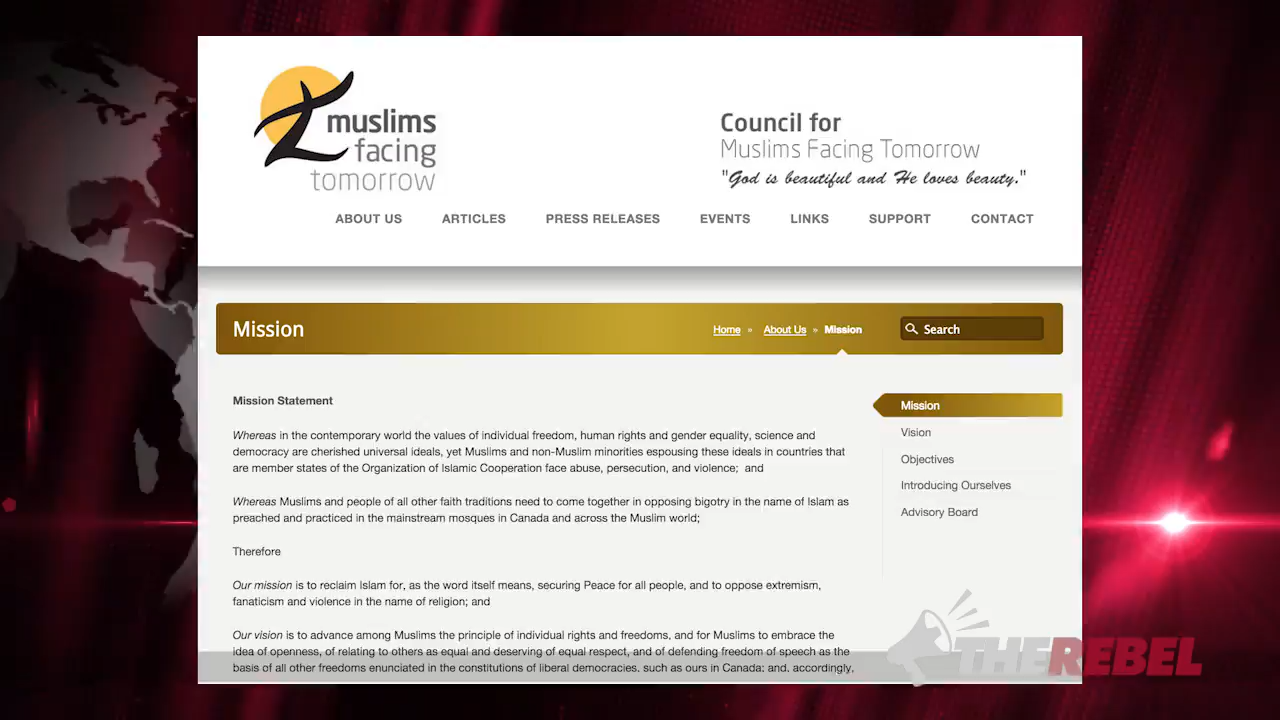 muslims
facing
tomorrow
Council for
Muslims Facing Tomorrow
"God is beautiful and He loves beauty."
ABOUT US ARTICLES PRESS RELEASES EVENTS LINKS SUPPORT CONTACT
Mission
Home » About Us » Mission
Search
Mission Statement
Whereas in the contemporary world the values of individual freedom, human rights and gender equality, science and
democracy are cherished universal ideals, yet Muslims and non-Muslim minorities espousing these ideals in countries that
are member states of the Organization of Islamic Cooperation face abuse, persecution, and violence; and
Whereas Muslims and people of all other faith traditions need to come together in opposing bigotry in the name of Islam as
preached and practiced in the mainstream mosques in Canada and across the Muslim world;
Therefore
Our mission is to reclaim Islam for, as the word itself means, securing Peace for all people, and to oppose extremism,
fanaticism and violence in the name of religion; and
Our vision is to advance among Muslims the principle of individual rights and freedoms, and for Muslims to embrace the
idea of openness, of relating to others as equal and deserving of equal respect, and of defending freedom of speech as the
basis of all other freedoms enunciated in the constitutions of liberal democracies, such as ours in Canada; and, accordingly,
Mission
Vision
Objectives
Introducing Ourselves
Advisory Board
THEREBEL